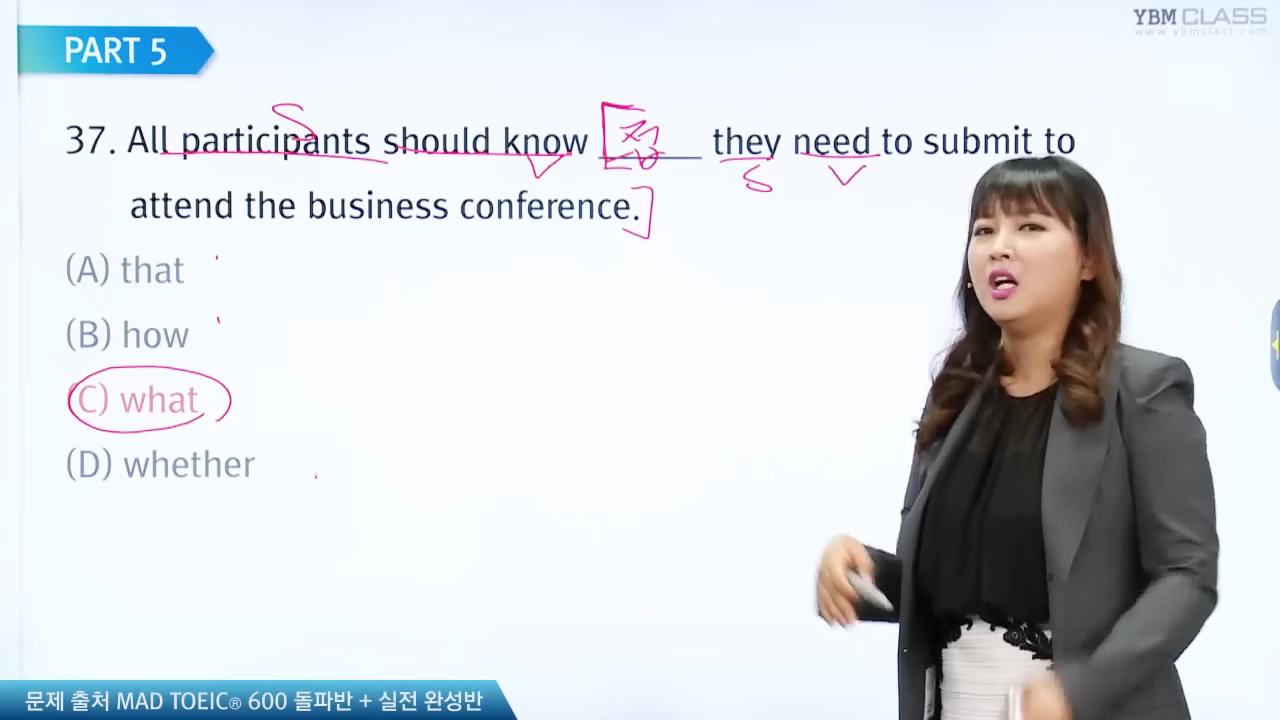 YBM CLASS
www.ybmclass.com
PART 5
37. All participants should know ______ they need to submit to
attend the business conference.
S
V
S
V
(A) that
(B) how
(C) what
(D) whether
문제 출처 MAD TOEIC® 600 돌파반 + 실전 완성반